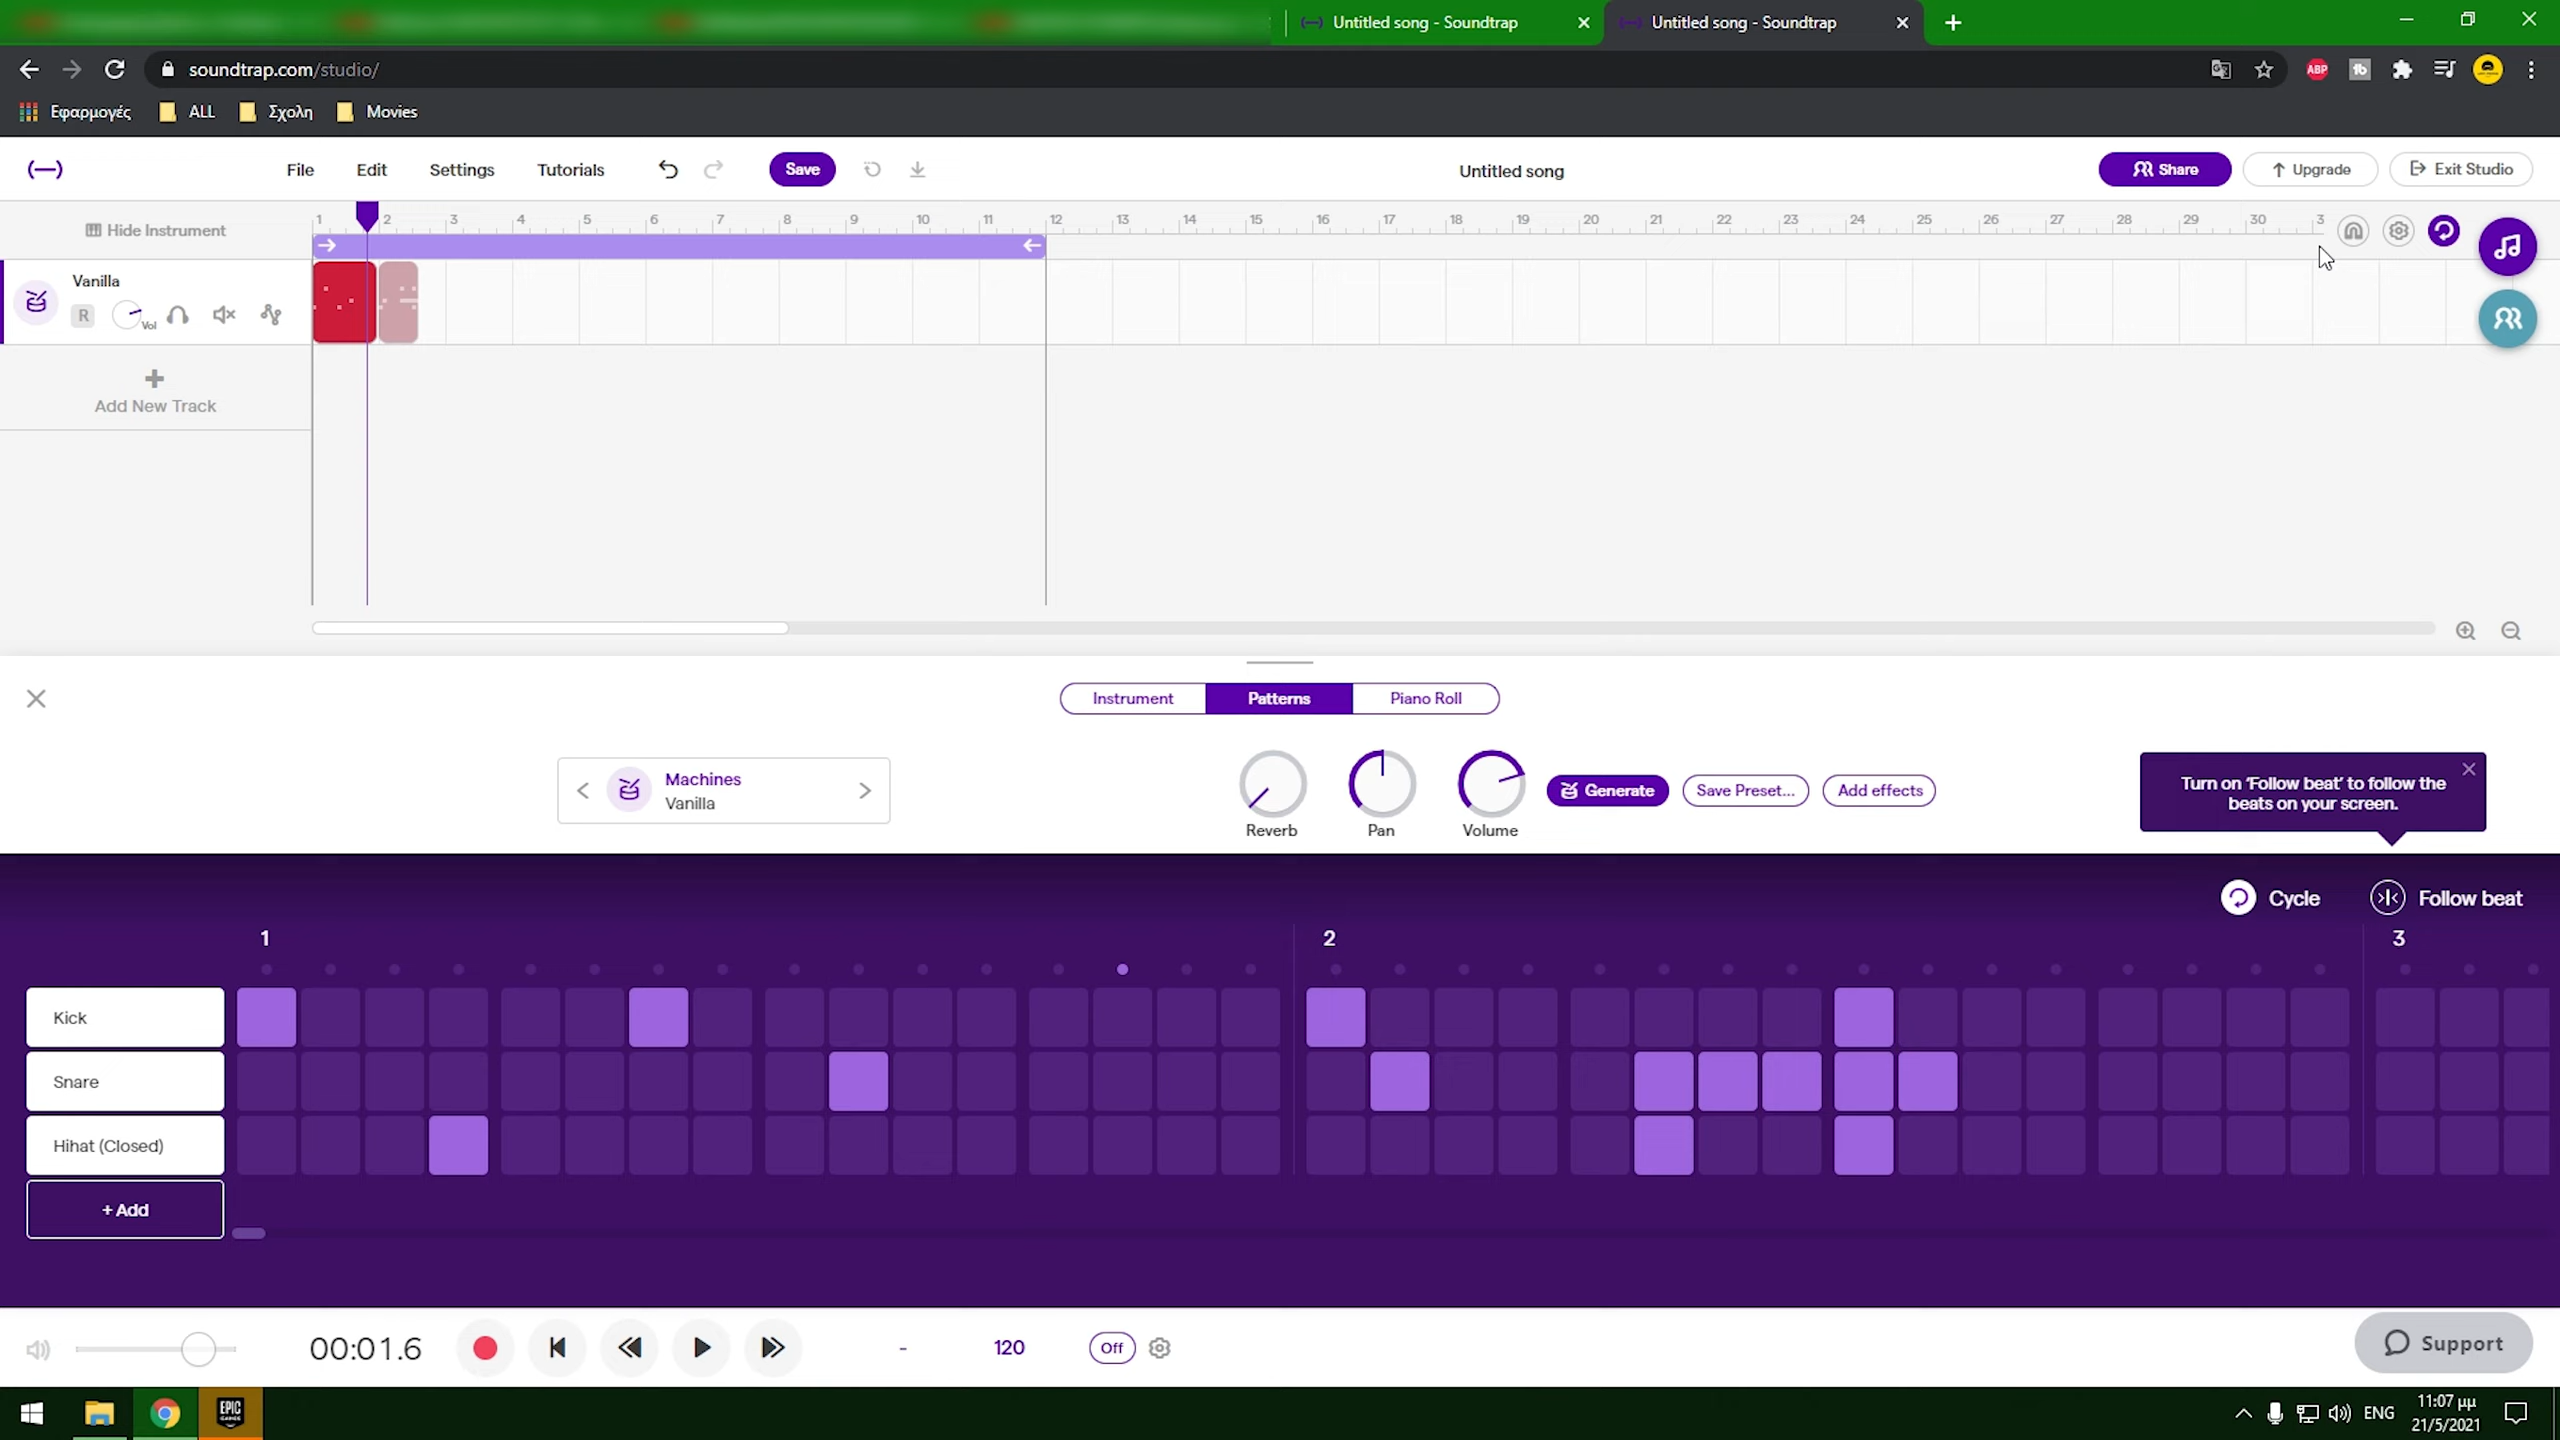 Untitled song - Soundtrap
Untitled song - Soundtrap
soundtrap.com/studio/
ABP
Εφαρμογές
ALL
Σχολη
Movies
File
Edit
Settings
Tutorials
Save
Untitled song
Share
Upgrade
Exit Studio
Hide Instrument
1 2 3 4 5 6 7 8 9 10 11 12 13 14 15 16 17 18 19 20 21 22 23 24 25 26 27 28 29 30 3
Vanilla
R
Vol
Add New Track
Instrument
Patterns
Piano Roll
Machines
Vanilla
Reverb
Pan
Volume
Generate
Save Preset...
Add effects
Turn on 'Follow beat' to follow the
beats on your screen.
Cycle
Follow beat
1
2
3
Kick
Snare
Hihat (Closed)
+ Add
00:01.6
-
120
Off
Support
EPIC
GAMES
ENG
11:07 μμ
21/5/2021